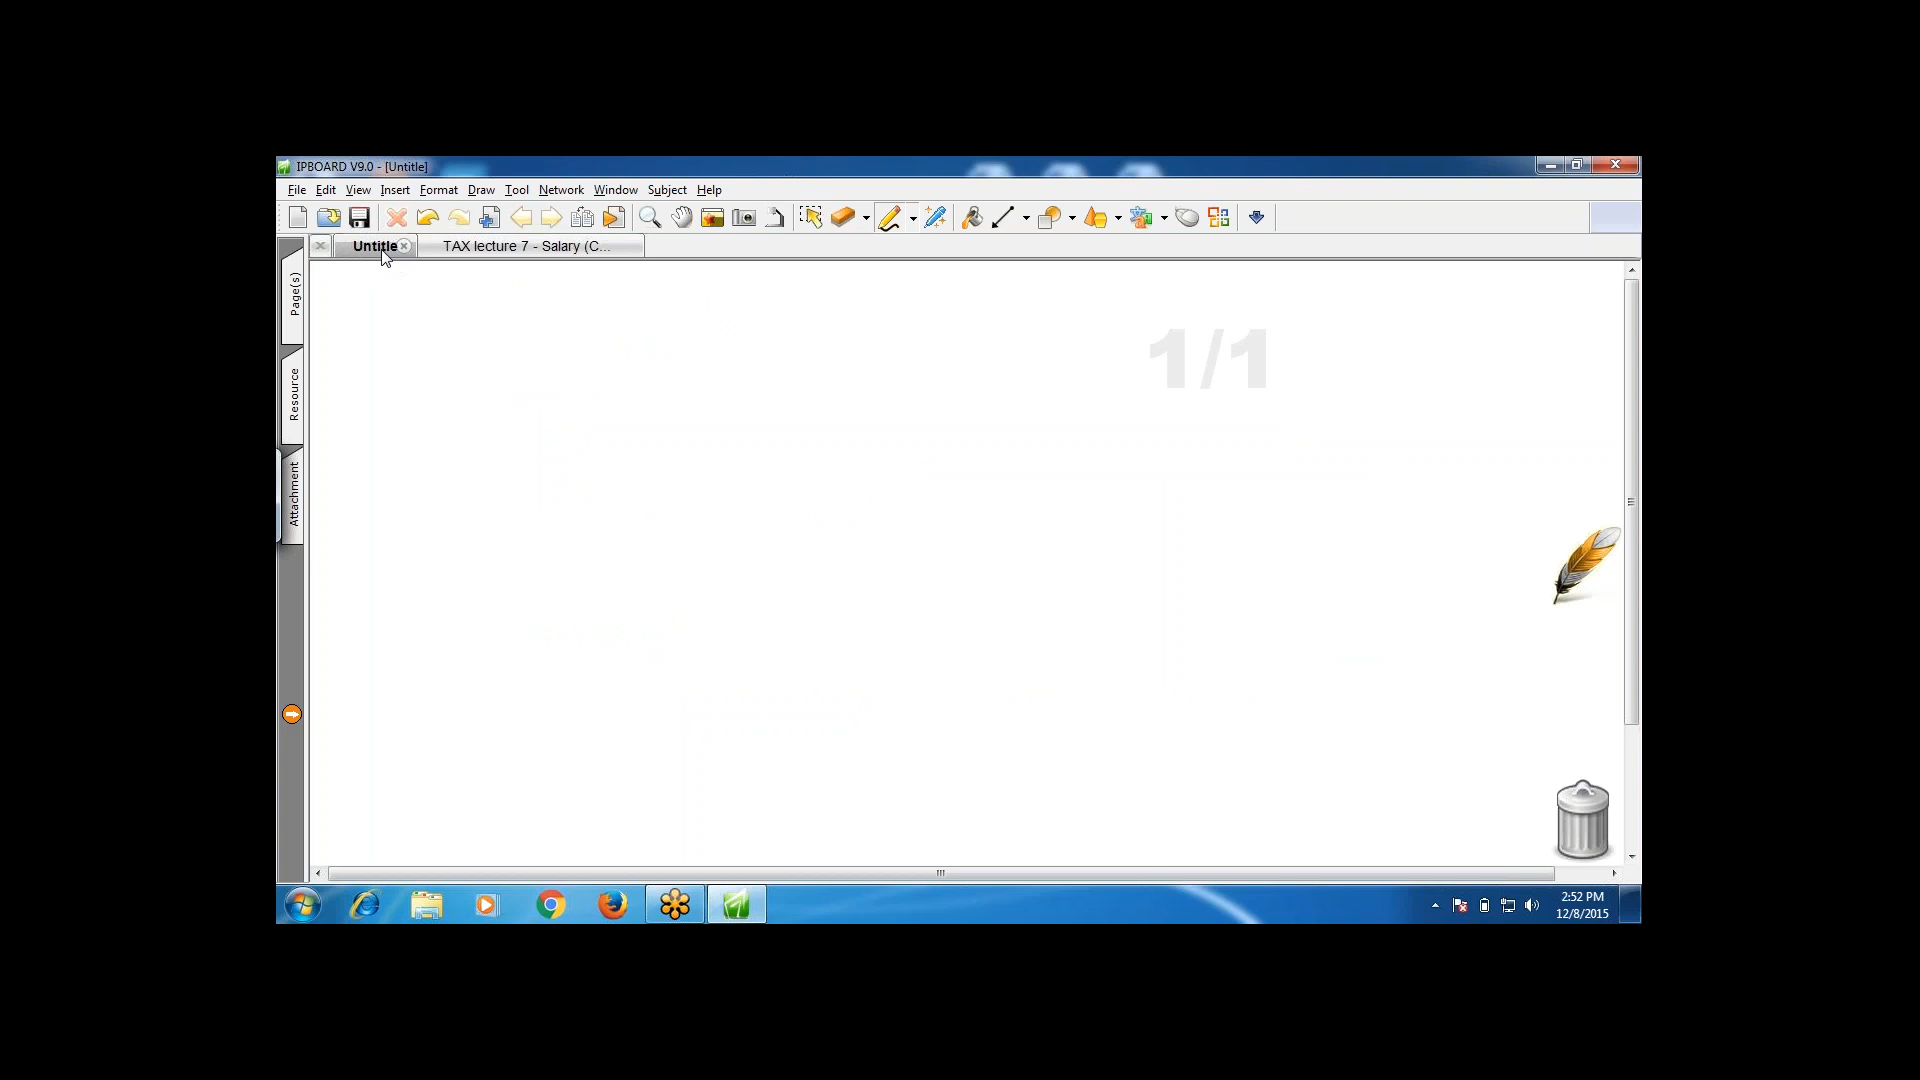 IPBOARD V9.0 - [Untitle]
File Edit View Insert Format Draw Tool Network Window Subject Help
Untitle TAX lecture 7 - Salary (C...
Page(s)
Resource
Attachment
1/1
2:52 PM
12/8/2015